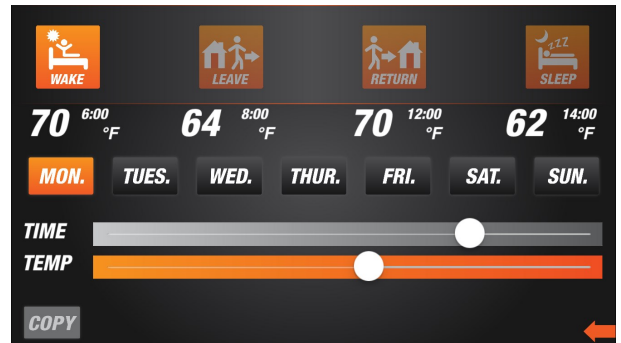 WAKE LEAVE RETURN zzz SLEEP
70 6:00 °F 64 8:00 °F 70 12:00 °F 62 14:00 °F
MON. TUES. WED. THUR. FRI. SAT. SUN.
TIME
TEMP
COPY